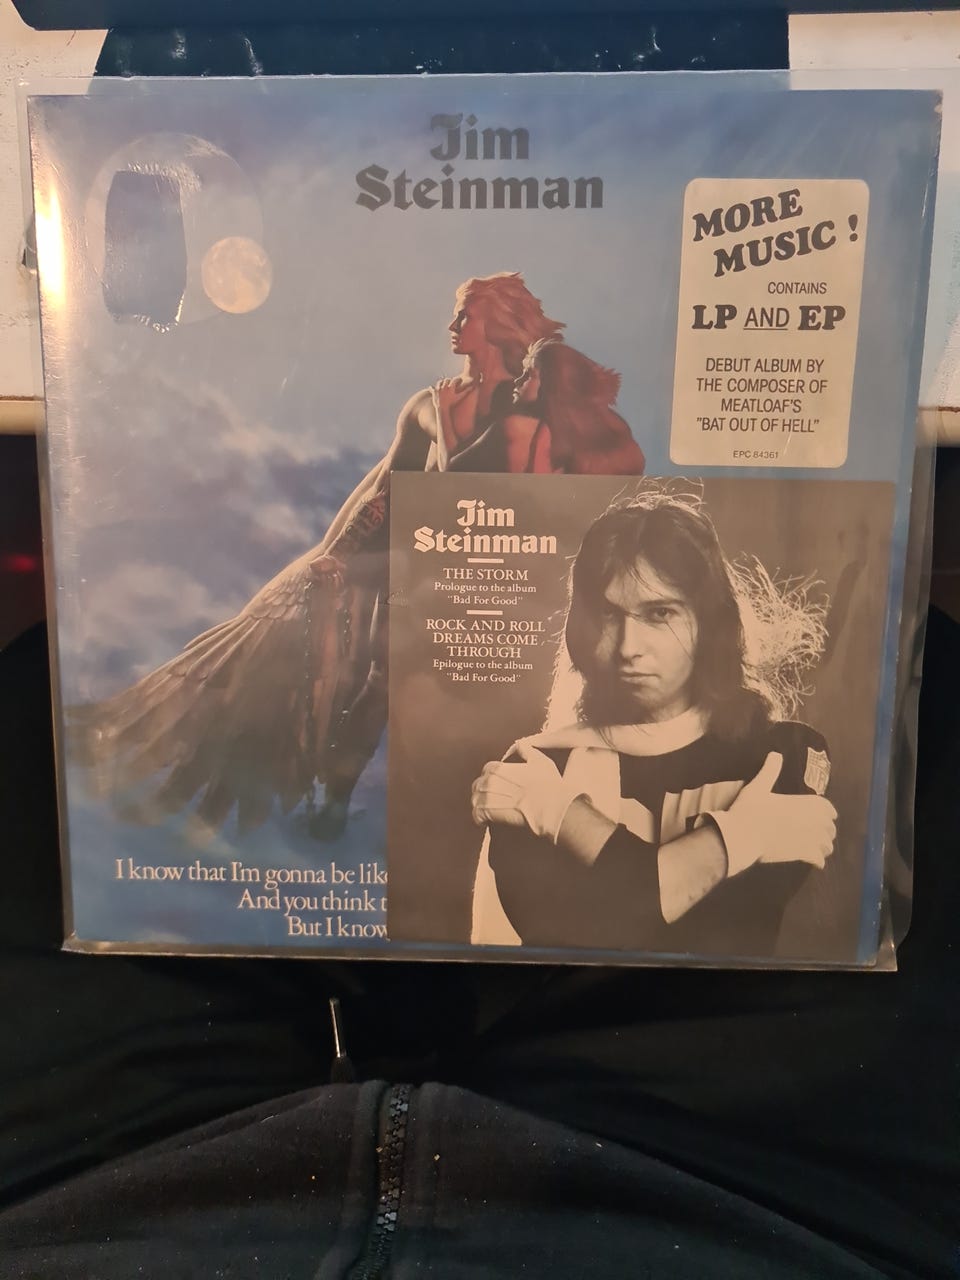 Jim
Steinman
MORE
MUSIC !
CONTAINS
LP AND EP
DEBUT ALBUM BY
THE COMPOSER OF
MEATLOAF'S
"BAT OUT OF HELL"
EPC 84361
Jim
Steinman
THE STORM
Prologue to the album
"Bad For Good"
ROCK AND ROLL
DREAMS COME
THROUGH
Epilogue to the album
"Bad For Good"
I know that I'm gonna be like
And you think
But I know